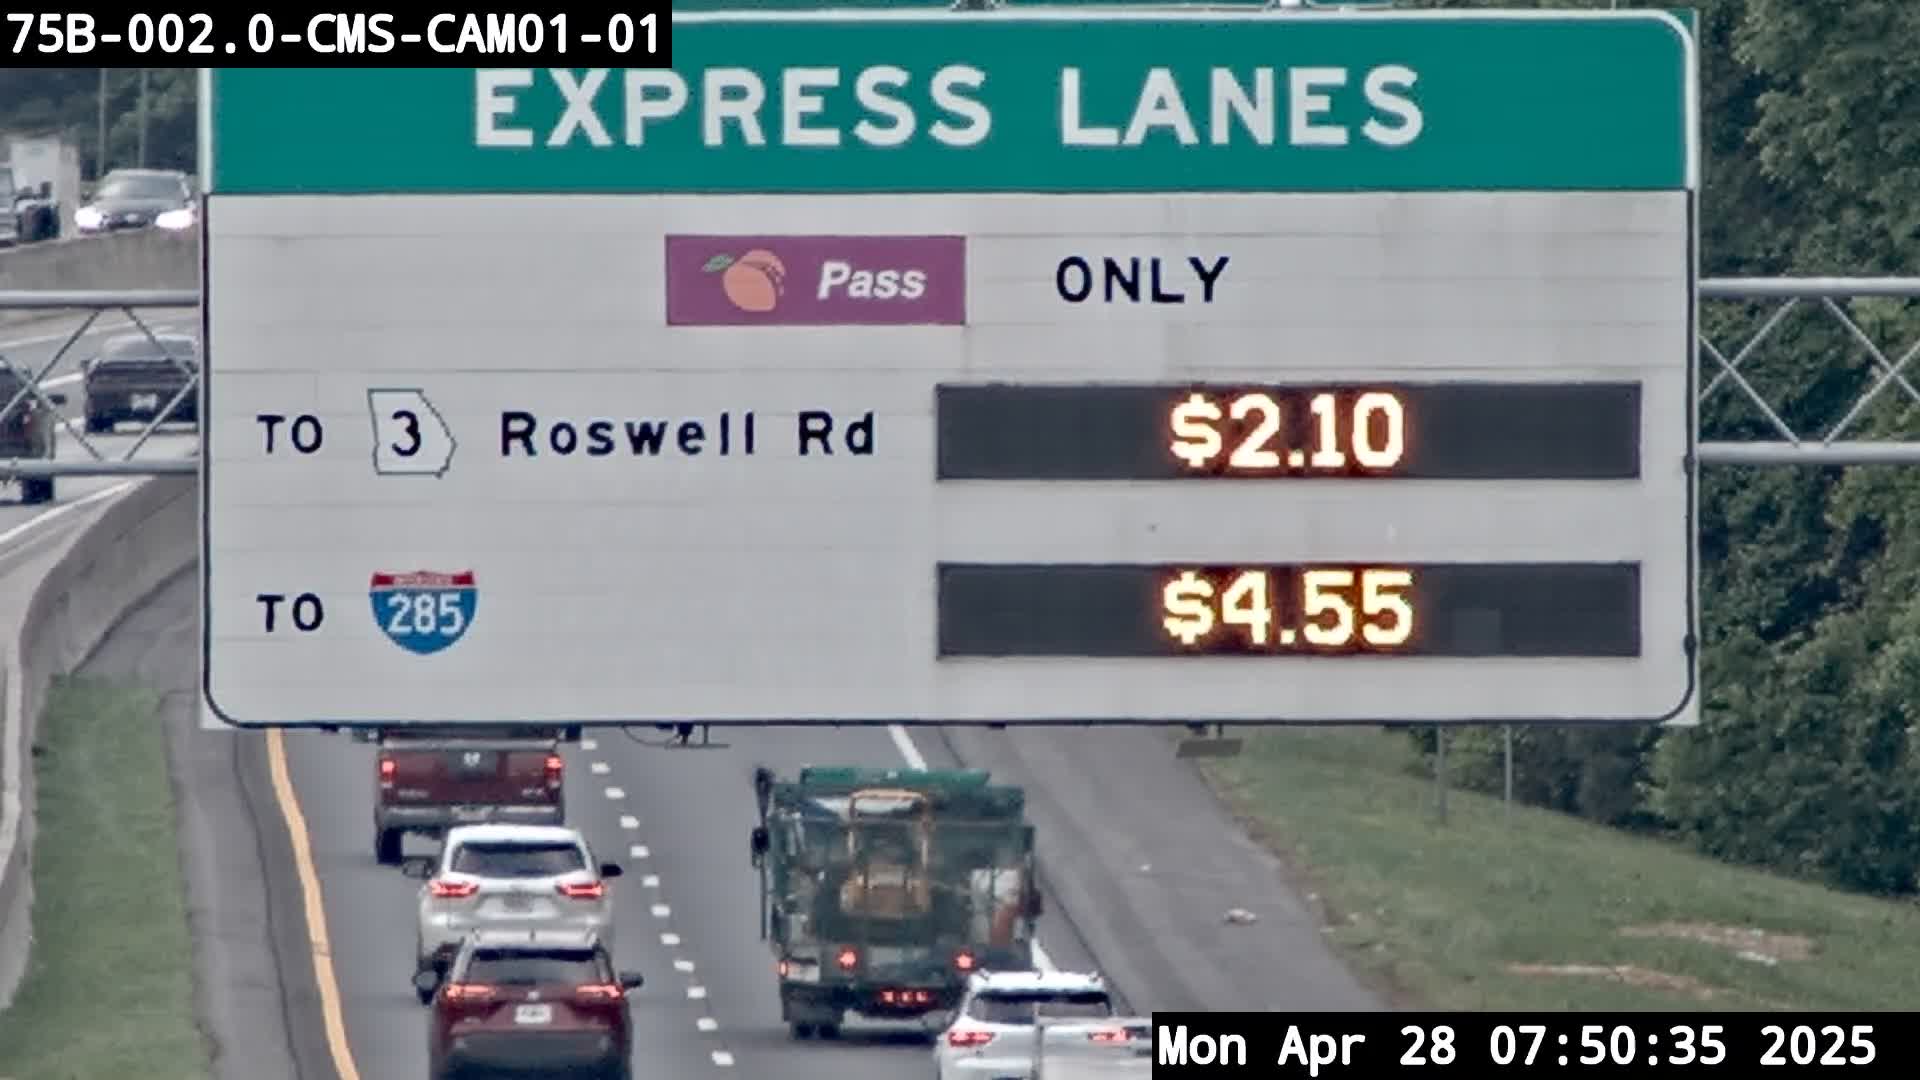 75B-002.0-CMS-CAM01-01
EXPRESS LANES
Pass ONLY
TO 3 Roswell Rd $2.10
TO 285 $4.55
Mon Apr 28 07:50:35 2025